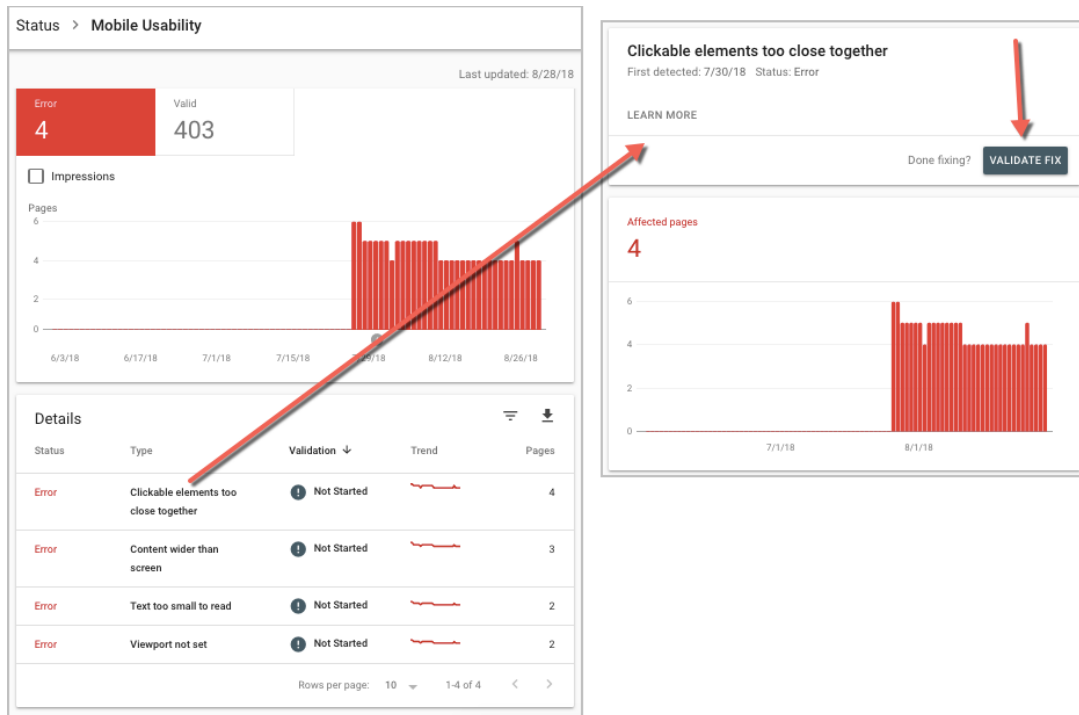 Status > Mobile Usability
Last updated: 8/28/18
Error
4
Valid
403
Impressions
Pages
6
4
2
0
6/3/18 6/17/18 7/1/18 7/15/18 7/29/18 8/12/18 8/26/18
Details
Status Type Validation Trend Pages
Error Clickable elements too Not Started 4
close together
Error Content wider than Not Started 3
screen
Error Text too small to read Not Started 2
Error Viewport not set Not Started 2
Rows per page: 10 1-4 of 4
Clickable elements too close together
First detected: 7/30/18 Status: Error
LEARN MORE
Done fixing? VALIDATE FIX
Affected pages
4
6
4
2
0
7/1/18 8/1/18